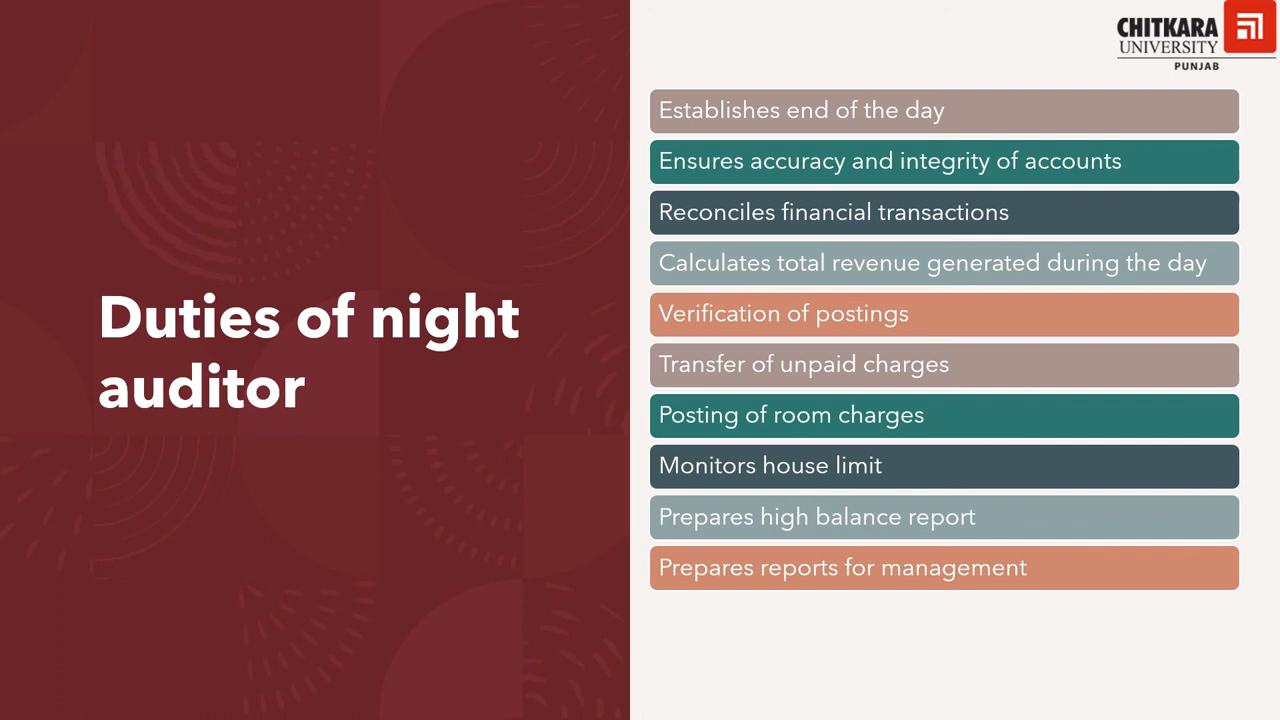 CHITKARA
UNIVERSITY
PUNJAB
Duties of night
auditor
Establishes end of the day
Ensures accuracy and integrity of accounts
Reconciles financial transactions
Calculates total revenue generated during the day
Verification of postings
Transfer of unpaid charges
Posting of room charges
Monitors house limit
Prepares high balance report
Prepares reports for management